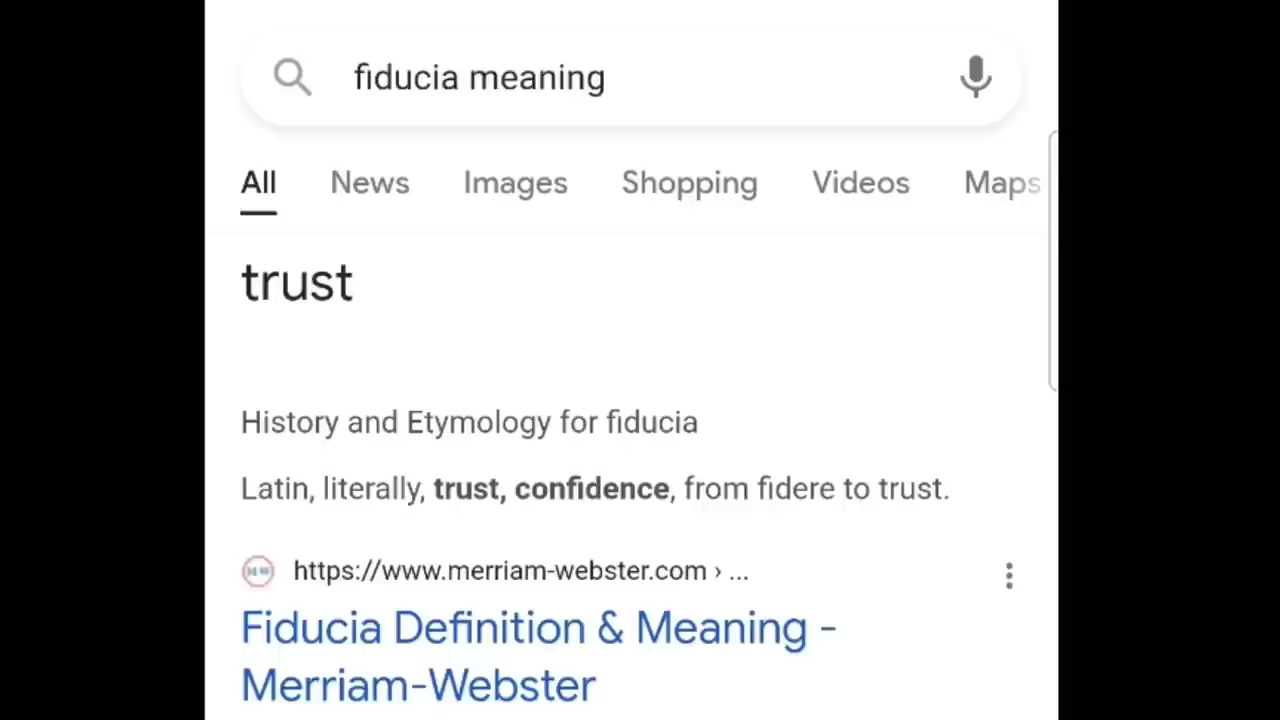 fiducia meaning
All News Images Shopping Videos Maps
trust
History and Etymology for fiducia
Latin, literally, trust, confidence, from fidere to trust.
https://www.merriam-webster.com › ...
Fiducia Definition & Meaning -
Merriam-Webster